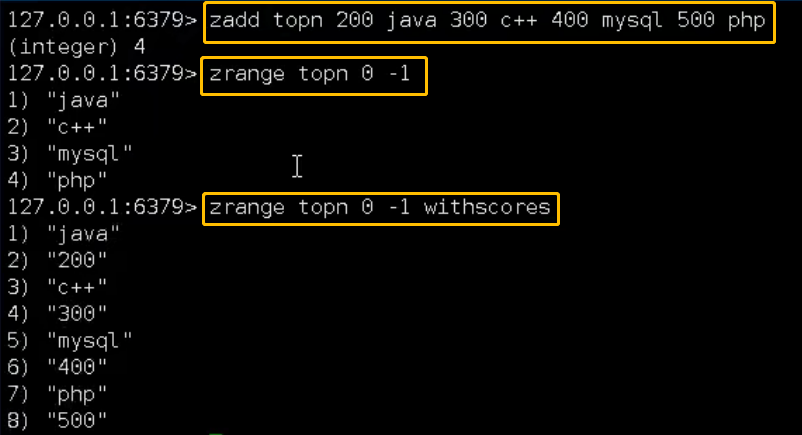 127.0.0.1:6379> zadd topn 200 java 300 c++ 400 mysql 500 php
(integer) 4
127.0.0.1:6379> zrange topn 0 -1
1) "java"
2) "c++"
3) "mysql"
4) "php"
127.0.0.1:6379> zrange topn 0 -1 withscores
1) "java"
2) "200"
3) "c++"
4) "300"
5) "mysql"
6) "400"
7) "php"
8) "500"